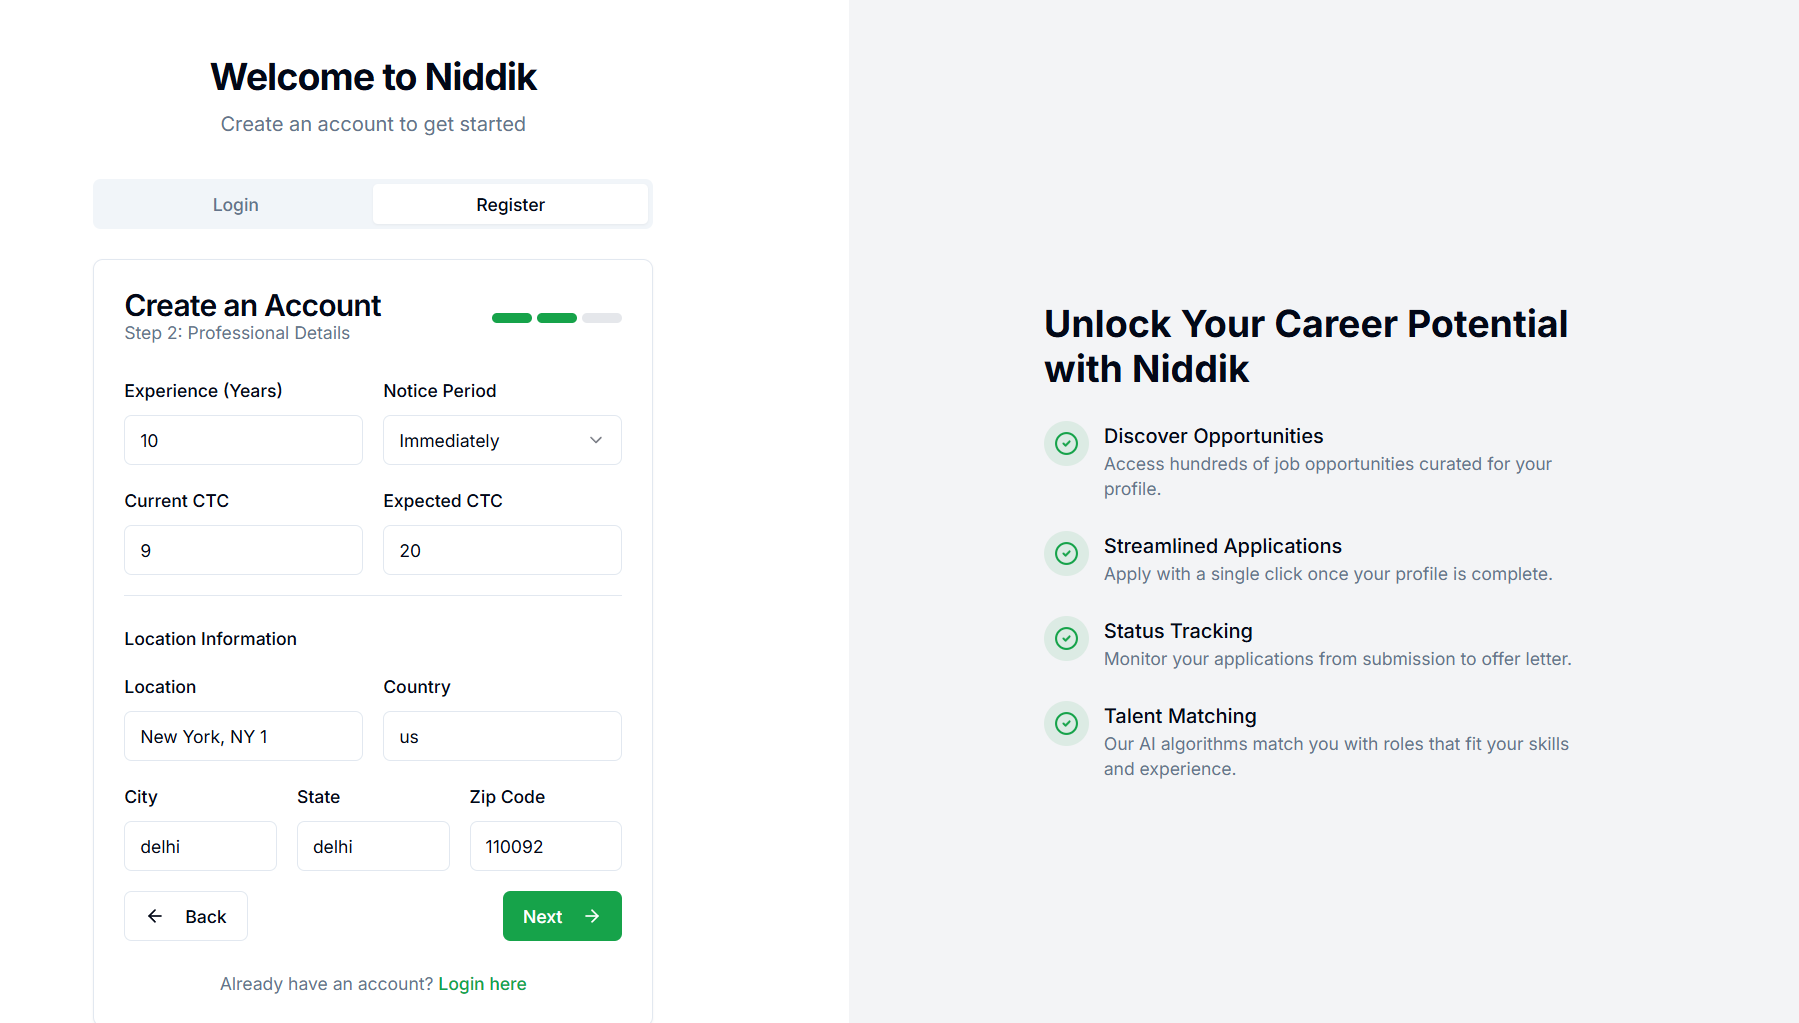 Welcome to Niddik
Create an account to get started
Login
Register
Create an Account
Step 2: Professional Details
Experience (Years)
Notice Period
10
Immediately
Current CTC
Expected CTC
9
20
Location Information
Location
Country
New York, NY 1
us
City
State
Zip Code
delhi
delhi
110092
Back
Next
Already have an account? Login here
Unlock Your Career Potential
with Niddik
Discover Opportunities
Access hundreds of job opportunities curated for your
profile.
Streamlined Applications
Apply with a single click once your profile is complete.
Status Tracking
Monitor your applications from submission to offer letter.
Talent Matching
Our AI algorithms match you with roles that fit your skills
and experience.